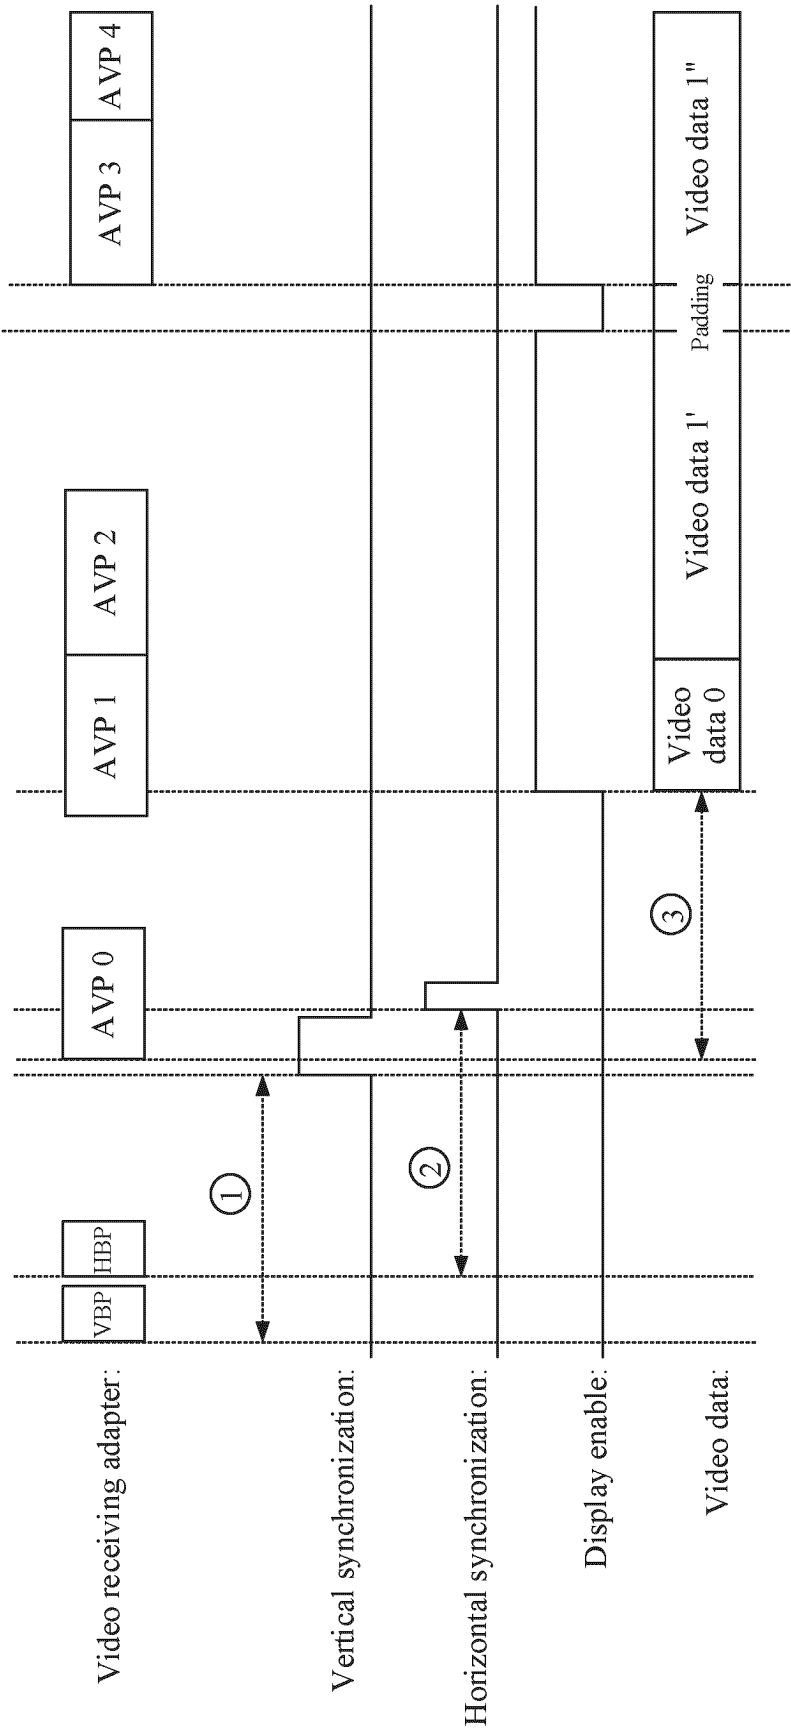 Video receiving adapter:
VBP
HBP
AVP 0
AVP 1
AVP 2
AVP 3
AVP 4
1
Vertical synchronization:
2
Horizontal synchronization:
Display enable:
3
Video data:
Video
data 0
Video data 1'
Padding
Video data 1"